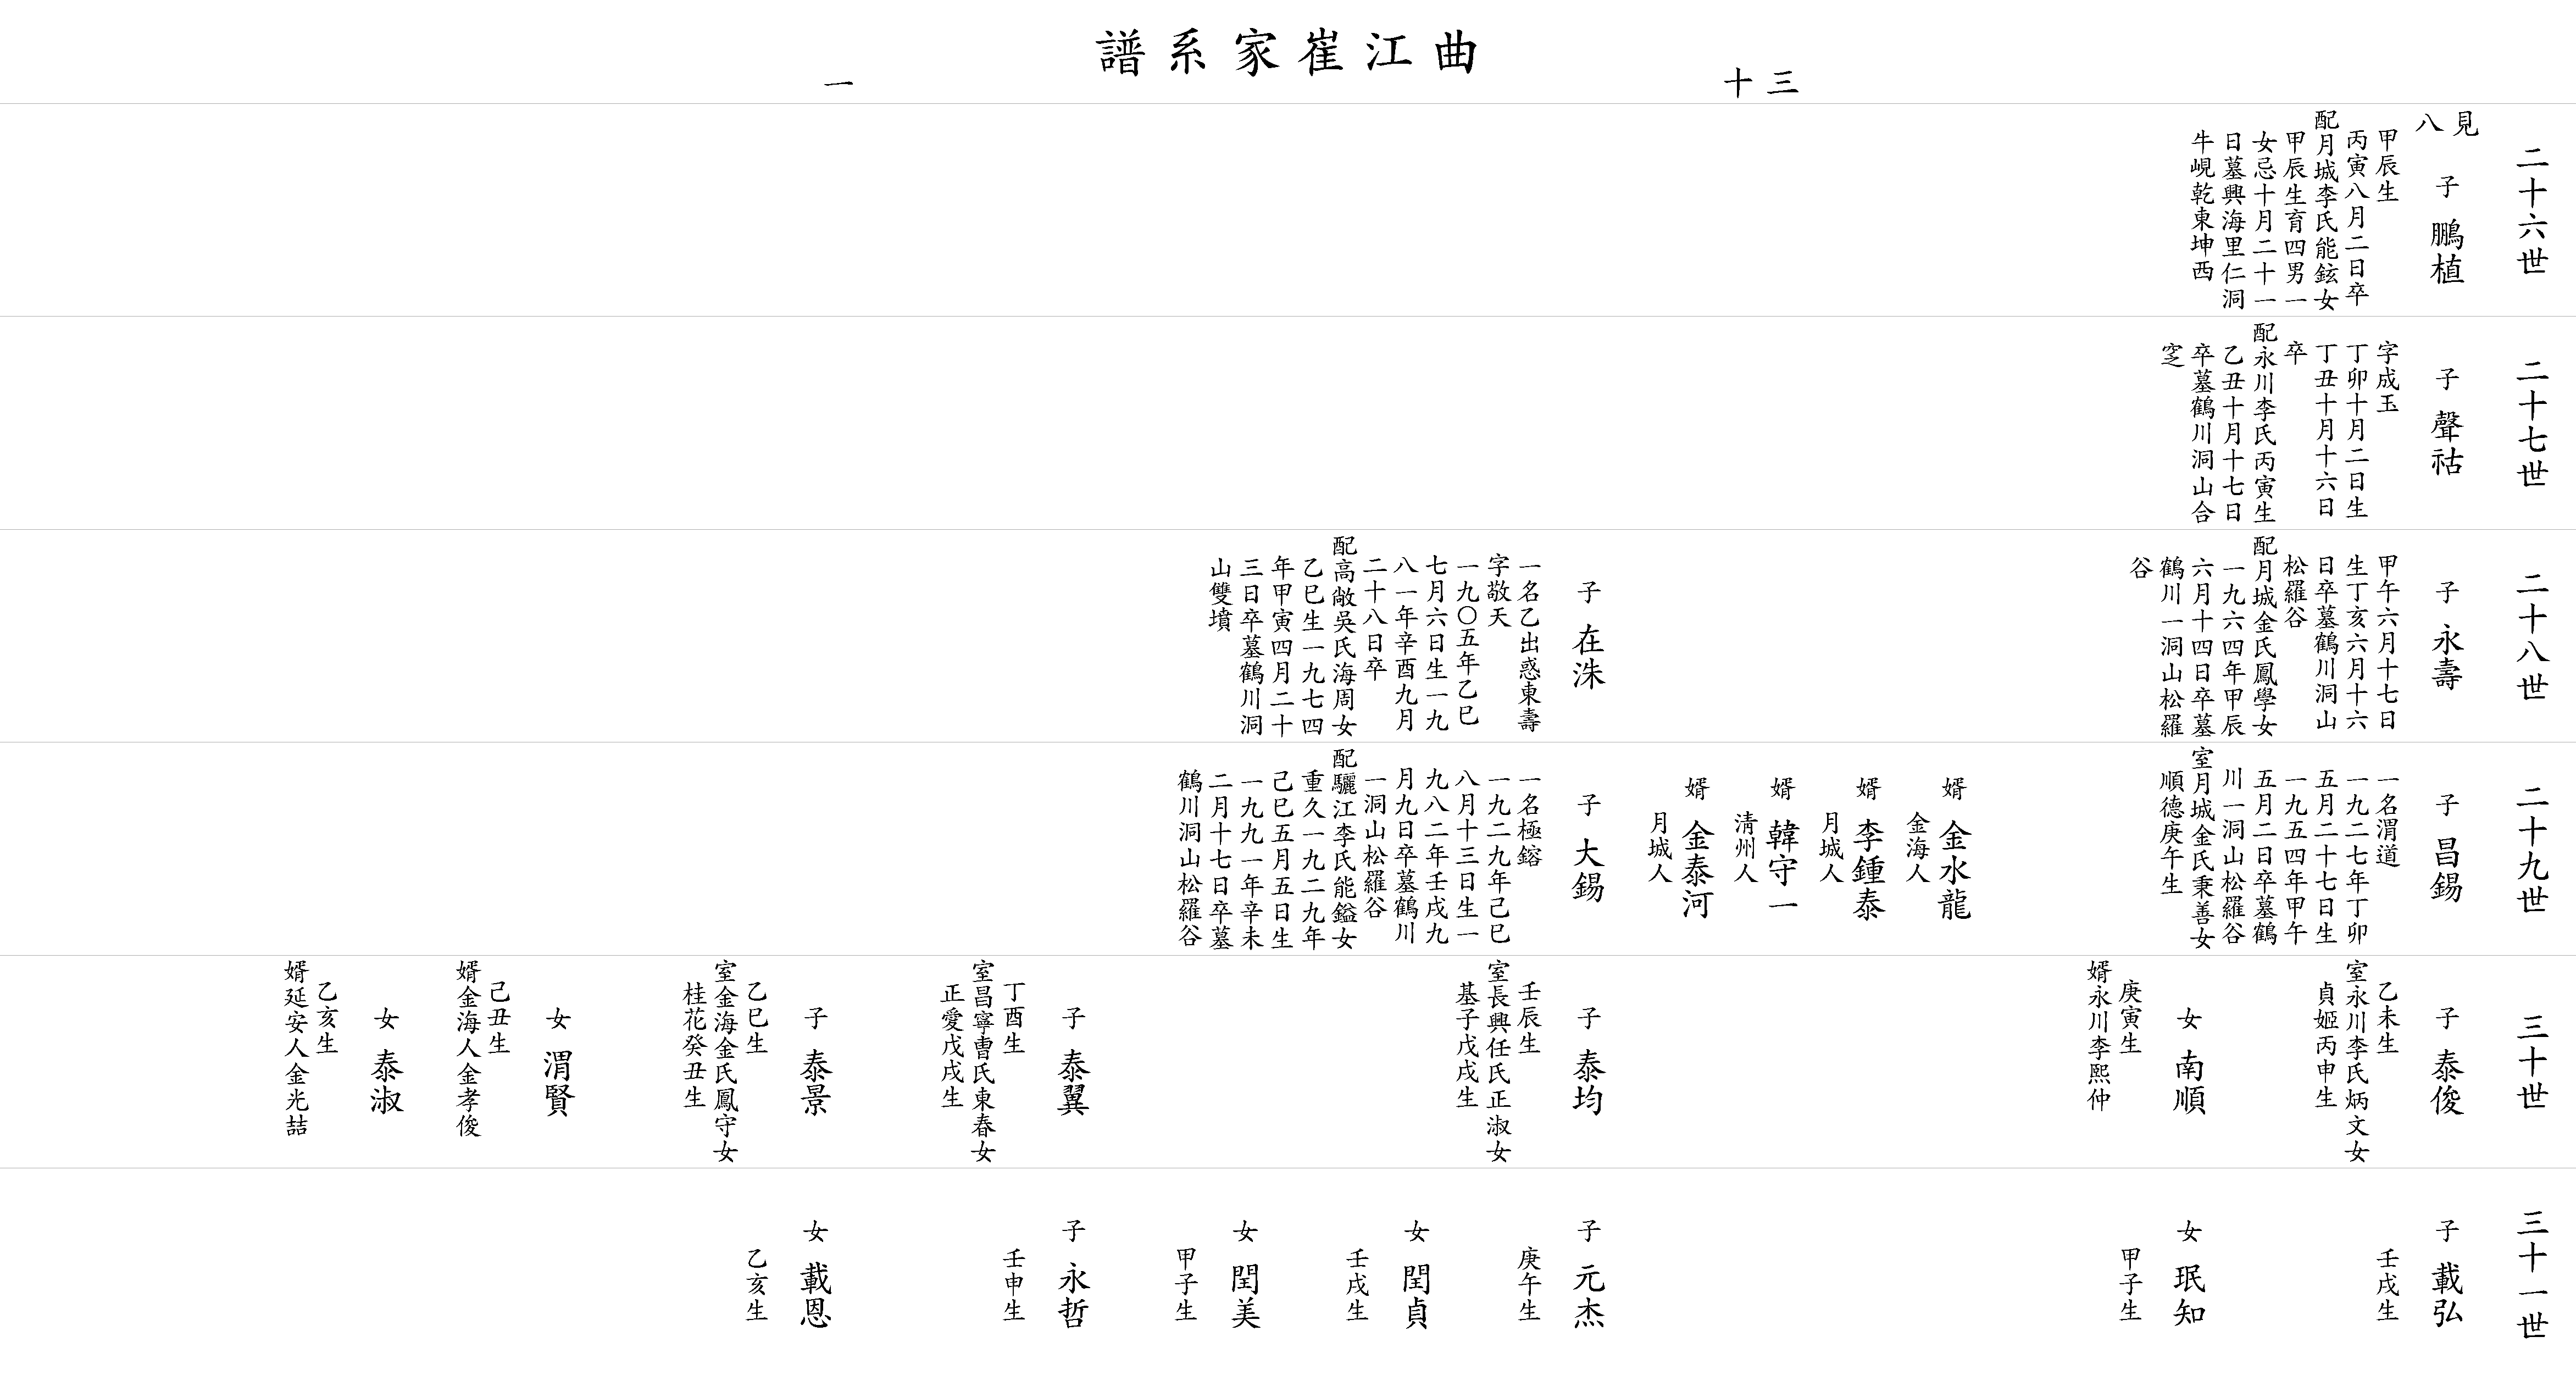 曲江崔家系譜
三十
一
二十六世
見
八
子 鵬植
甲辰生
丙寅八月二日卒
配月城李氏能鉉女
甲辰生育四男一
女忌十月二十一
日墓興海里仁洞
牛峴乾東坤西
二十七世
子 聲祜
字成玉
丁卯十月二日生
丁丑十月十六日
卒
配永川李氏丙寅生
乙丑十月十七日
卒墓鶴川洞山合
窆
二十八世
子 永壽
甲午六月十七日
生丁亥六月十六
日卒墓鶴川洞山
松羅谷
配月城金氏鳳學女
一九六四年甲辰
六月十四日卒墓
鶴川一洞山松羅
谷
子 在洙
一名乙出惑東壽
字敬天
一九〇五年乙巳
七月六日生一九
八一年辛酉九月
二十八日卒
配高敞吳氏海周女
乙巳生一九七四
年甲寅四月二十
三日卒墓鶴川洞
山雙墳
二十九世
子 昌錫
一名渭道
一九二七年丁卯
五月二十七日生
一九五四年甲午
五月二日卒墓鶴
川一洞山松羅谷
室月城金氏秉善女
順德庚午生
婿 金水龍
金海人
婿 李鍾泰
月城人
婿 韓守一
清州人
婿 金泰河
月城人
子 大錫
一名極鎔
一九二九年己巳
八月十三日生一
九八二年壬戌九
月九日卒墓鶴川
一洞山松羅谷
配驪江李氏能鎰女
重久一九二九年
己巳五月五日生
一九九一年辛未
二月十七日卒墓
鶴川洞山松羅谷
三十世
子 泰俊
乙未生
室永川李氏炳文女
貞姬丙申生
女 南順
庚寅生
婿永川李熙仲
子 泰均
壬辰生
室長興任氏正淑女
基子戊戌生
子 泰翼
丁酉生
室昌寧曺氏東春女
正愛戊戌生
子 泰景
乙巳生
室金海金氏鳳守女
桂花癸丑生
女 渭賢
己丑生
婿金海人金孝俊
女 泰淑
乙亥生
婿延安人金光喆
三十一世
子 載弘
壬戌生
女 珉知
甲子生
子 元杰
庚午生
女 閏貞
壬戌生
女 閏美
甲子生
子 永哲
壬申生
女 載恩
乙亥生